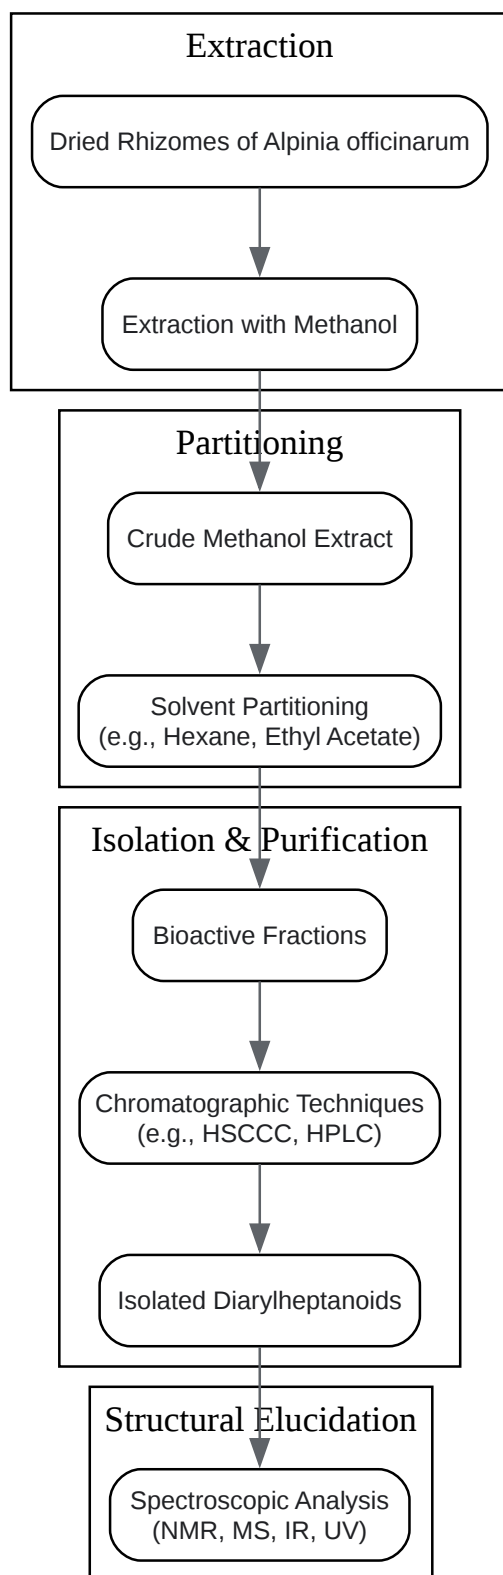 Extraction
Dried Rhizomes of Alpinia officinarum
Extraction with Methanol
Partitioning
Crude Methanol Extract
Solvent Partitioning
(e.g., Hexane, Ethyl Acetate)
Isolation & Purification
Bioactive Fractions
Chromatographic Techniques
(e.g., HSCCC, HPLC)
Isolated Diarylheptanoids
Structural Elucidation
Spectroscopic Analysis
(NMR, MS, IR, UV)